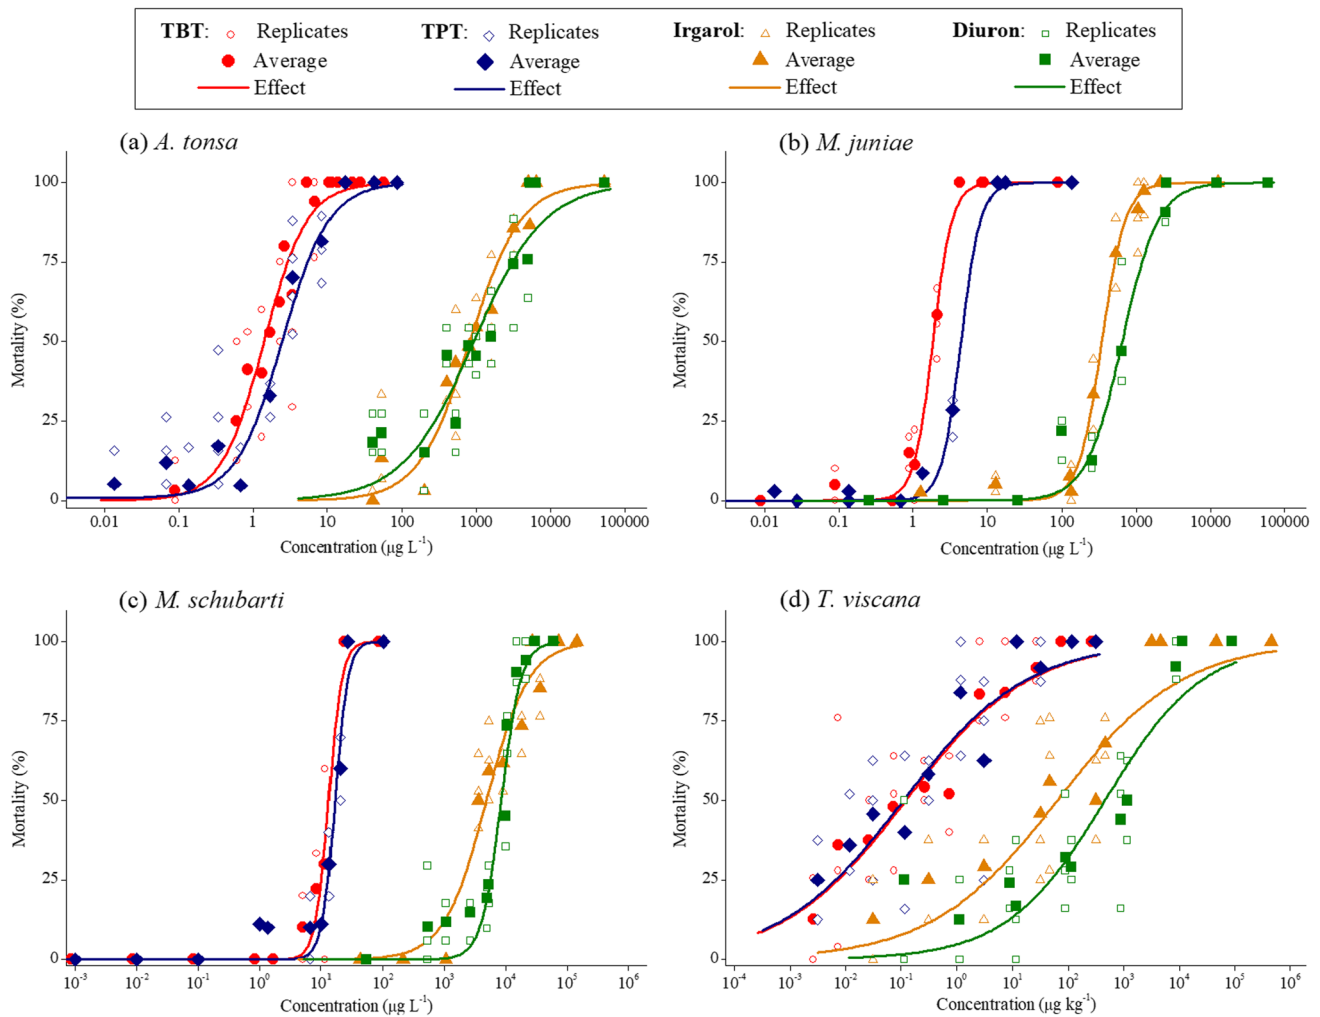 TBT: Replicates TPT: Replicates Irgarol: Replicates Diuron: Replicates
Average Average Average Average
Effect Effect Effect Effect
(a) A. tonsa
(b) M. juniae
100
75
50
25
0
Mortality (%)
0.01 0.1 1 10 100 1000 10000 100000
Concentration (µg L⁻¹)
100
75
50
25
0
Mortality (%)
0.01 0.1 1 10 100 1000 10000 100000
Concentration (µg L⁻¹)
(c) M. schubarti
(d) T. viscana
100
75
50
25
0
Mortality (%)
10⁻³ 10⁻² 10⁻¹ 10⁰ 10¹ 10² 10³ 10⁴ 10⁵ 10⁶
Concentration (µg L⁻¹)
100
75
50
25
0
Mortality (%)
10⁻⁴ 10⁻³ 10⁻² 10⁻¹ 10⁰ 10¹ 10² 10³ 10⁴ 10⁵ 10⁶
Concentration (µg kg⁻¹)